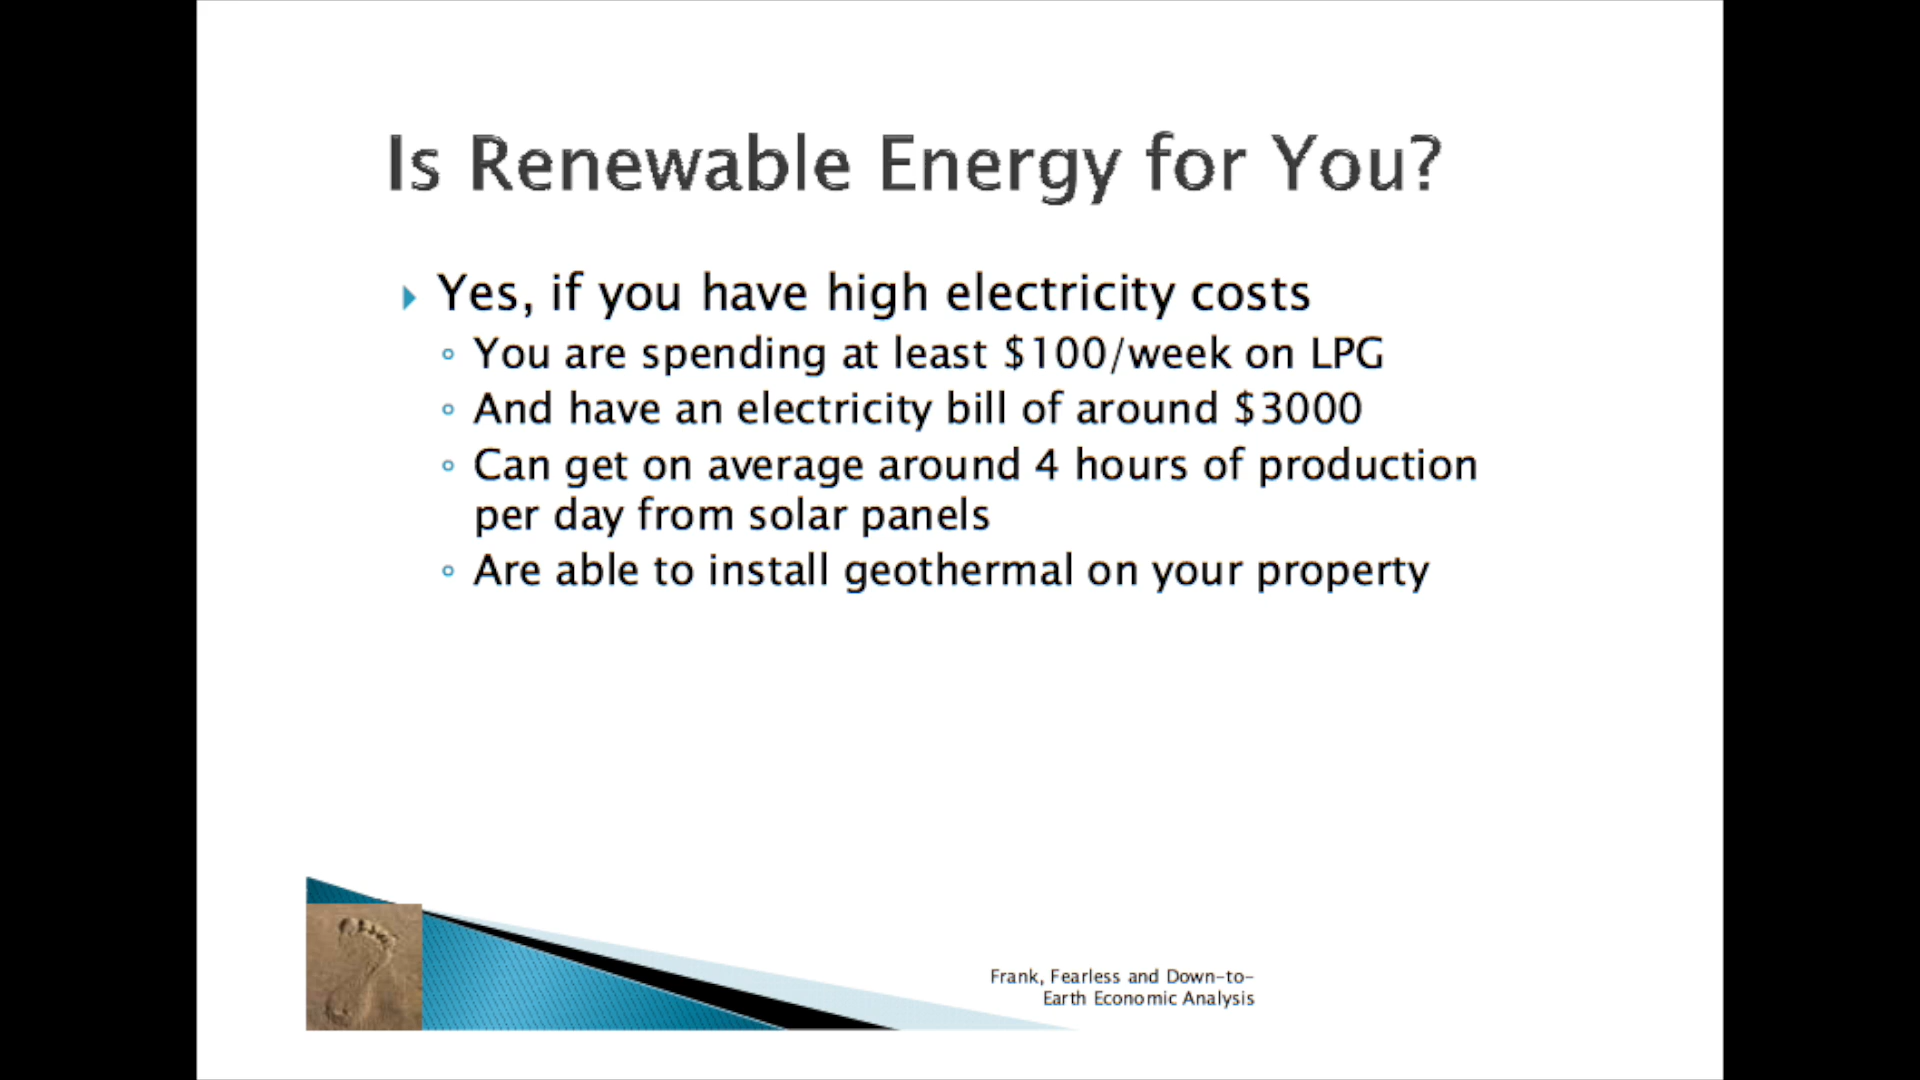 Is Renewable Energy for You?
Yes, if you have high electricity costs
You are spending at least $100/week on LPG
And have an electricity bill of around $3000
Can get on average around 4 hours of production
per day from solar panels
Are able to install geothermal on your property
Frank, Fearless and Down-to-
Earth Economic Analysis